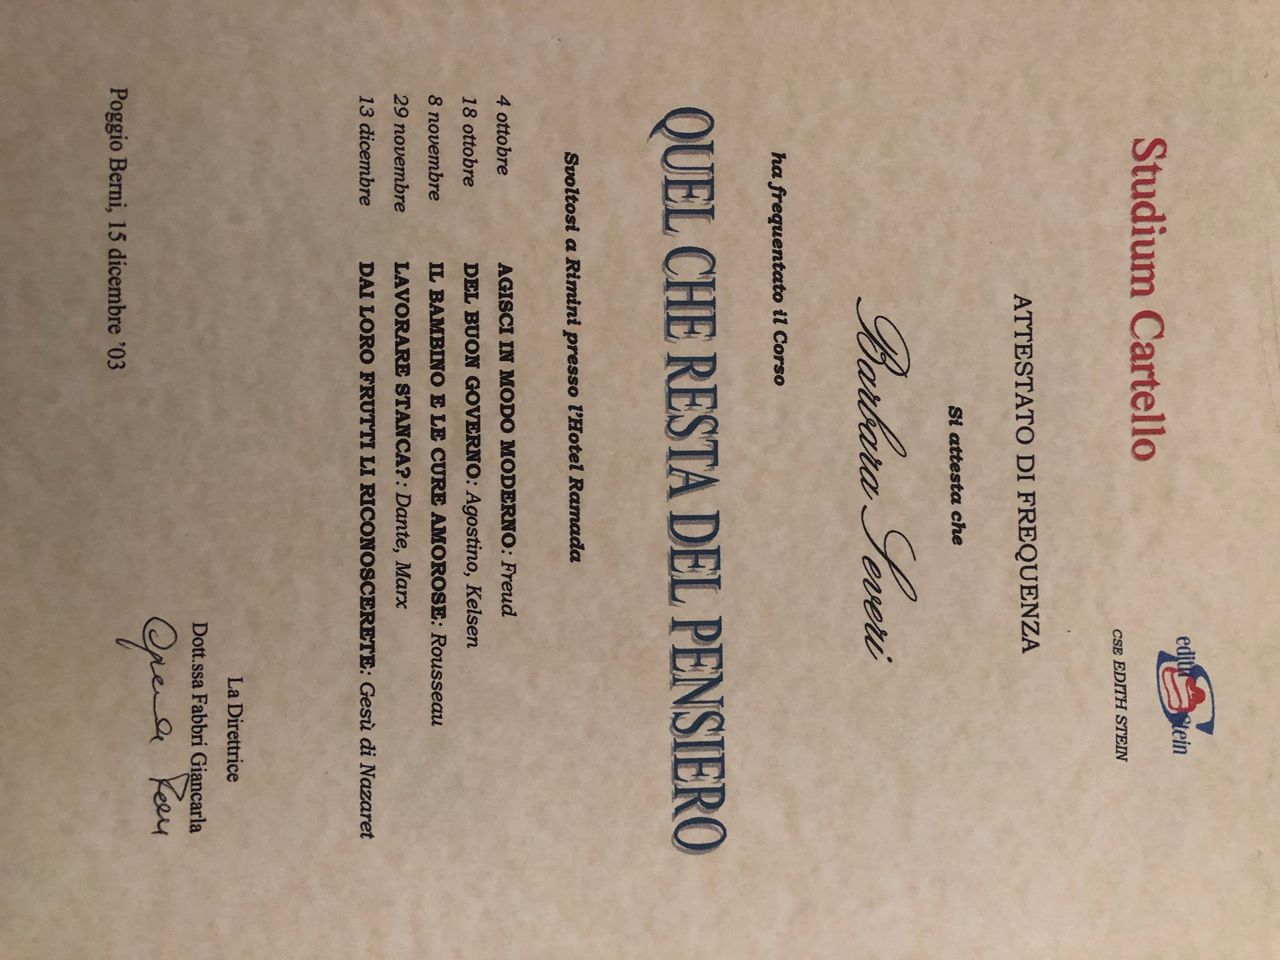 Studium Cartello
edith Stein
CSE EDITH STEIN
ATTESTATO DI FREQUENZA
Si attesta che
Barbara Severi
ha frequentato il Corso
QUEL CHE RESTA DEL PENSIERO
Svoltosi a Rimini presso l'Hotel Ramada
4 ottobre AGISCI IN MODO MODERNO: Freud
18 ottobre DEL BUON GOVERNO: Agostino, Kelsen
8 novembre IL BAMBINO E LE CURE AMOROSE: Rousseau
29 novembre LAVORARE STANCA? : Dante, Marx
13 dicembre DAI LORO FRUTTI LI RICONOSCERETE: Gesù di Nazaret
La Direttrice
Dott.ssa Fabbri Giancarla
Poggio Berni, 15 dicembre '03